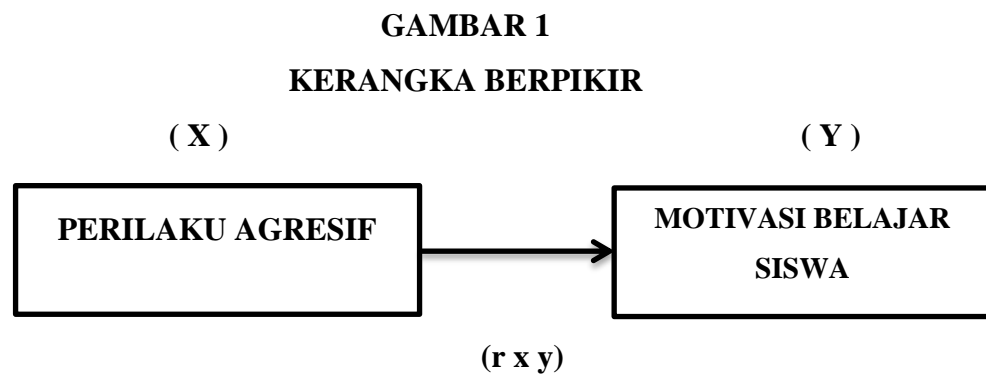 GAMBAR 1
KERANGKA BERPIKIR
( X )
( Y )
PERILAKU AGRESIF
MOTIVASI BELAJAR
SISWA
(r x y)